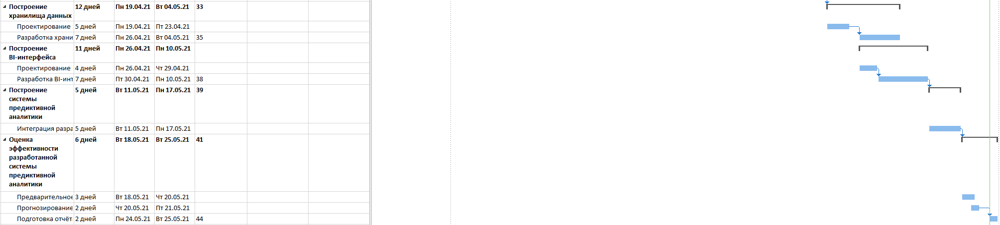 Построение 12 дней Пн 19.04.21 Вт 04.05.21 33
хранилища данных
Проектирование 5 дней Пн 19.04.21 Пт 23.04.21
Разработка храни 7 дней Пн 26.04.21 Вт 04.05.21 35
Построение 11 дней Пн 26.04.21 Пн 10.05.21
BI-интерфейса
Проектирование 4 дней Пн 26.04.21 Чт 29.04.21
Разработка BI-инт 7 дней Пт 30.04.21 Пн 10.05.21 38
Построение 5 дней Вт 11.05.21 Пн 17.05.21 39
системы
предиктивной
аналитики
Интеграция разра 5 дней Вт 11.05.21 Пн 17.05.21
Оценка 6 дней Вт 18.05.21 Вт 25.05.21 41
эффективности
разработанной
системы
предиктивной
аналитики
Предварительное 3 дней Вт 18.05.21 Чт 20.05.21
Прогнозирование 2 дней Чт 20.05.21 Пт 21.05.21
Подготовка отчёт 2 дней Пн 24.05.21 Вт 25.05.21 44